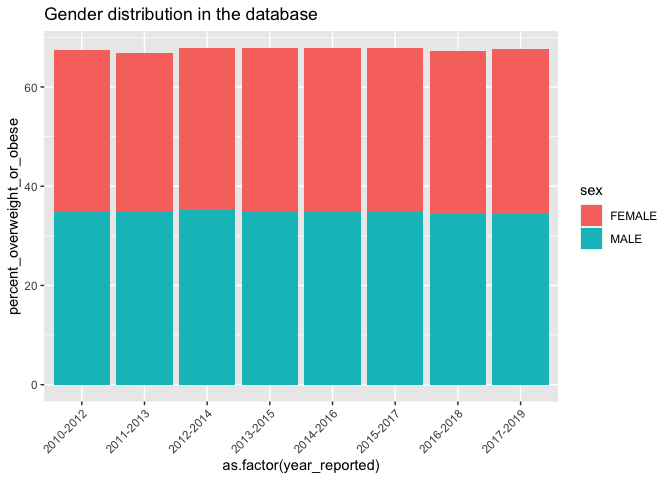 Gender distribution in the database
percent_overweight_or_obese
60
40
20
0
2010-2012
2011-2013
2012-2014
2013-2015
2014-2016
2015-2017
2016-2018
2017-2019
as.factor(year_reported)
sex
FEMALE
MALE